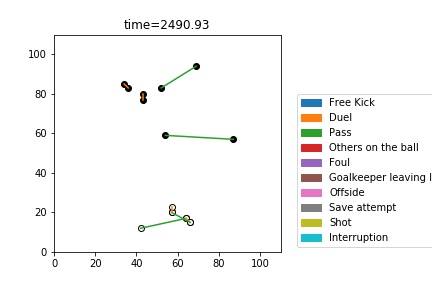 time=2490.93
100
80
60
40
20
0
0 20 40 60 80 100
Free Kick
Duel
Pass
Others on the ball
Foul
Goalkeeper leaving l
Offside
Save attempt
Shot
Interruption